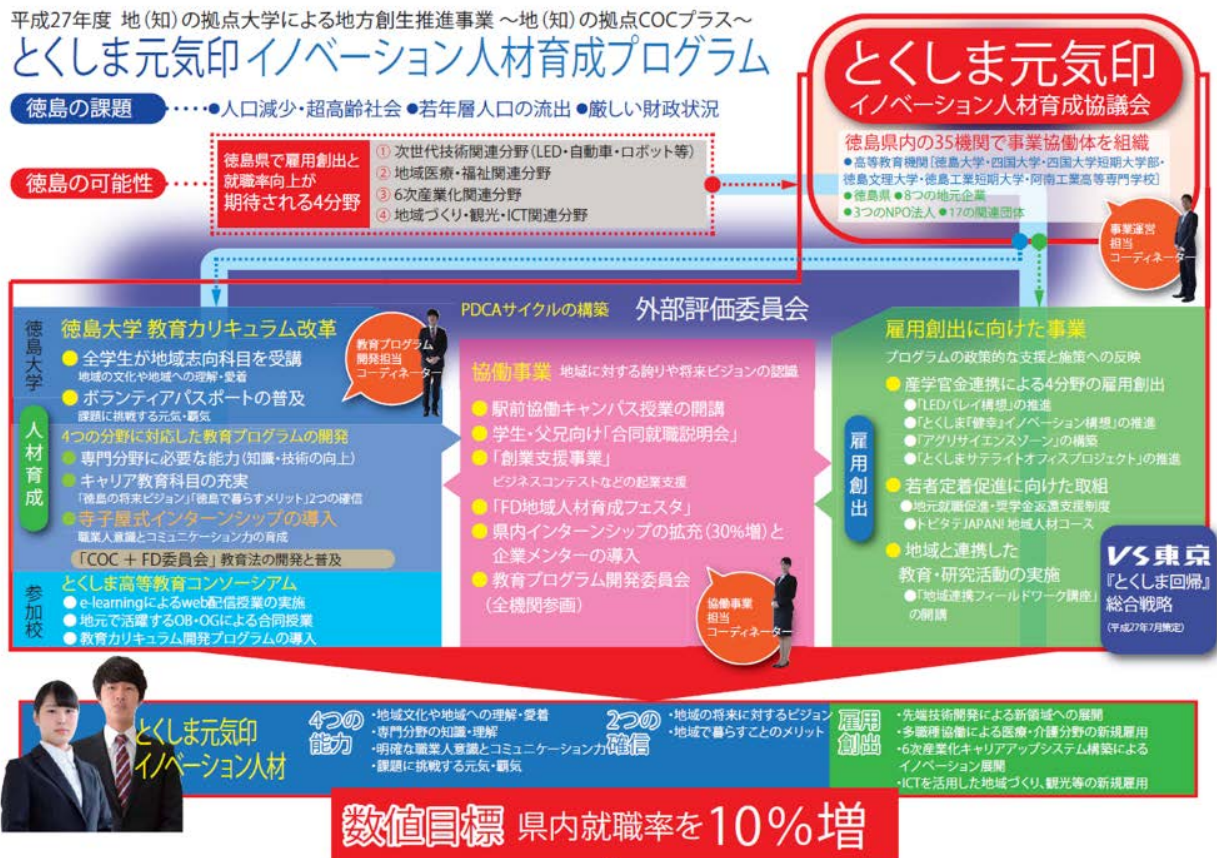 平成27年度 地(知)の拠点大学による地方創生推進事業 ～地(知)の拠点COCプラス～
とくしま元気印イノベーション人材育成プログラム
徳島の課題
●人口減少・超高齢社会 ●若年層人口の流出 ●厳しい財政状況
徳島の可能性
徳島県で雇用創出と
就職率向上が
期待される4分野
① 次世代技術関連分野(LED・自動車・ロボット等)
② 地域医療・福祉関連分野
③ 6次産業化関連分野
④ 地域づくり・観光・ICT関連分野
とくしま元気印
イノベーション人材育成協議会
徳島県内の35機関で事業協働体を組織
●高等教育機関[徳島大学・四国大学・四国大学短期大学部・
徳島文理大学・徳島工業短期大学・阿南工業高等専門学校]
●徳島県 ●8つの地元企業
●3つのNPO法人 ●17の関連団体
事業運営
担当
コーディネーター
PDCAサイクルの構築 外部評価委員会
徳島大学
徳島大学 教育カリキュラム改革
● 全学生が地域志向科目を受講
地域の文化や地域への理解・愛着
● ボランティアパスポートの普及
課題に挑戦する元気・覇気
教育プログラム
開発担当
コーディネーター
人材育成
4つの分野に対応した教育プログラムの開発
● 専門分野に必要な能力(知識・技術の向上)
● キャリア教育科目の充実
「徳島の将来ビジョン」「徳島で暮らすメリット」2つの確信
● 寺子屋式インターンシップの導入
職業人意識とコミュニケーション力の育成
「COC + FD委員会」教育法の開発と普及
参加校
とくしま高等教育コンソーシアム
● e-learningによるweb配信授業の実施
● 地元で活躍するOB・OGによる合同授業
● 教育カリキュラム開発プログラムの導入
協働事業 地域に対する誇りや将来ビジョンの認識
● 駅前協働キャンパス授業の開講
● 学生・父兄向け「合同就職説明会」
● 「創業支援事業」
ビジネスコンテストなどの起業支援
● 「FD地域人材育成フェスタ」
● 県内インターンシップの拡充(30%増)と
企業メンターの導入
● 教育プログラム開発委員会
(全機関参画)
協働事業
担当
コーディネーター
雇用創出
雇用創出に向けた事業
プログラムの政策的な支援と施策への反映
● 産学官金連携による4分野の雇用創出
●「LEDバレイ構想」の推進
●「とくしま「健幸」イノベーション構想」の推進
●「アグリサイエンスゾーン」の構築
●「とくしまサテライトオフィスプロジェクト」の推進
● 若者定着促進に向けた取組
●地元就職促進・奨学金返還支援制度
●トビタテJAPAN! 地域人材コース
● 地域と連携した
教育・研究活動の実施
●「地域連携フィールドワーク講座」
の開講
VS東京
『とくしま回帰』
総合戦略
(平成27年7月策定)
とくしま元気印
イノベーション人材
4つの
能力
・地域文化や地域への理解・愛着
・専門分野の知識・理解
・明確な職業人意識とコミュニケーション力
・課題に挑戦する元気・覇気
2つの
確信
・地域の将来に対するビジョン
・地域で暮らすことのメリット
雇用
創出
・先端技術開発による新領域への展開
・多職種協働による医療・介護分野の新規雇用
・6次産業化キャリアアップシステム構築による
イノベーション展開
・ICTを活用した地域づくり、観光等の新規雇用
数値目標 県内就職率を10%増